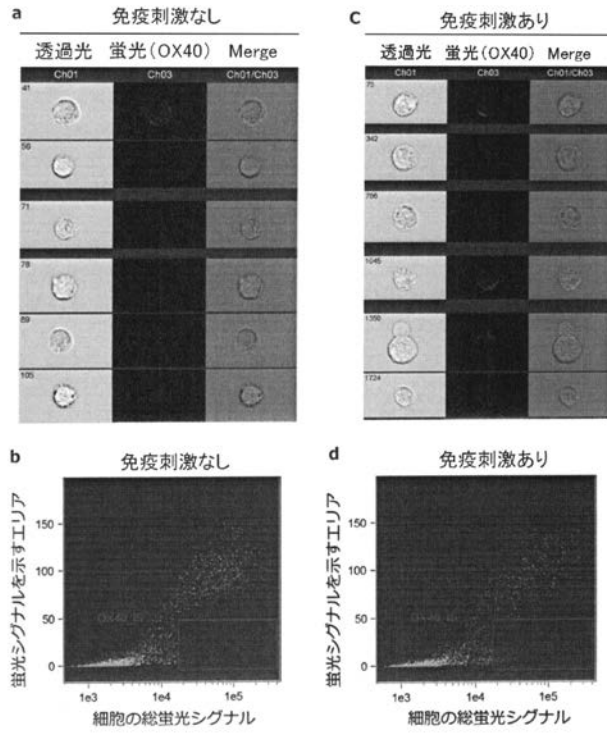 a
免疫刺激なし
透過光 蛍光(OX40) Merge
Ch01 Ch03 Ch01/Ch03
41
56
71
78
89
105
c
免疫刺激あり
透過光 蛍光(OX40) Merge
Ch01 Ch03 Ch01/Ch03
75
342
786
1045
1350
1724
b
免疫刺激なし
蛍光シグナルを示すエリア
150
100
50
0
1e3 1e4 1e5
細胞の総蛍光シグナル
d
免疫刺激あり
蛍光シグナルを示すエリア
150
100
50
0
1e3 1e4 1e5
細胞の総蛍光シグナル